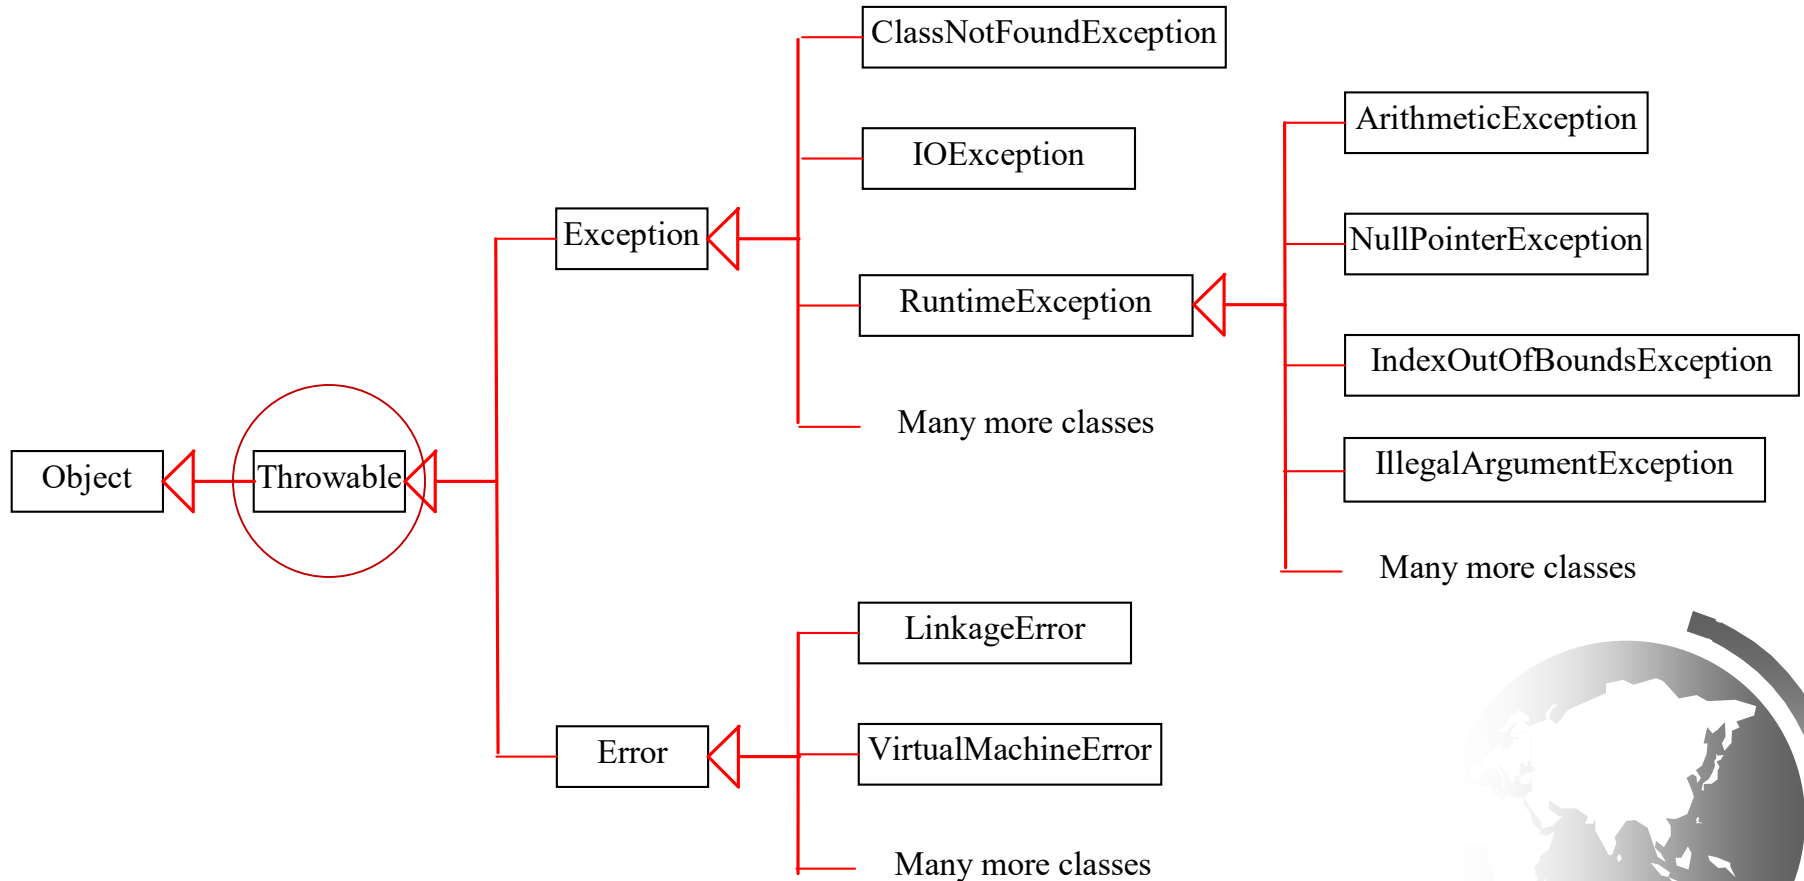 ClassNotFoundException
ArithmeticException
IOException
NullPointerException
Exception
RuntimeException
IndexOutOfBoundsException
Many more classes
IllegalArgumentException
Object
Throwable
Many more classes
LinkageError
Error
VirtualMachineError
Many more classes